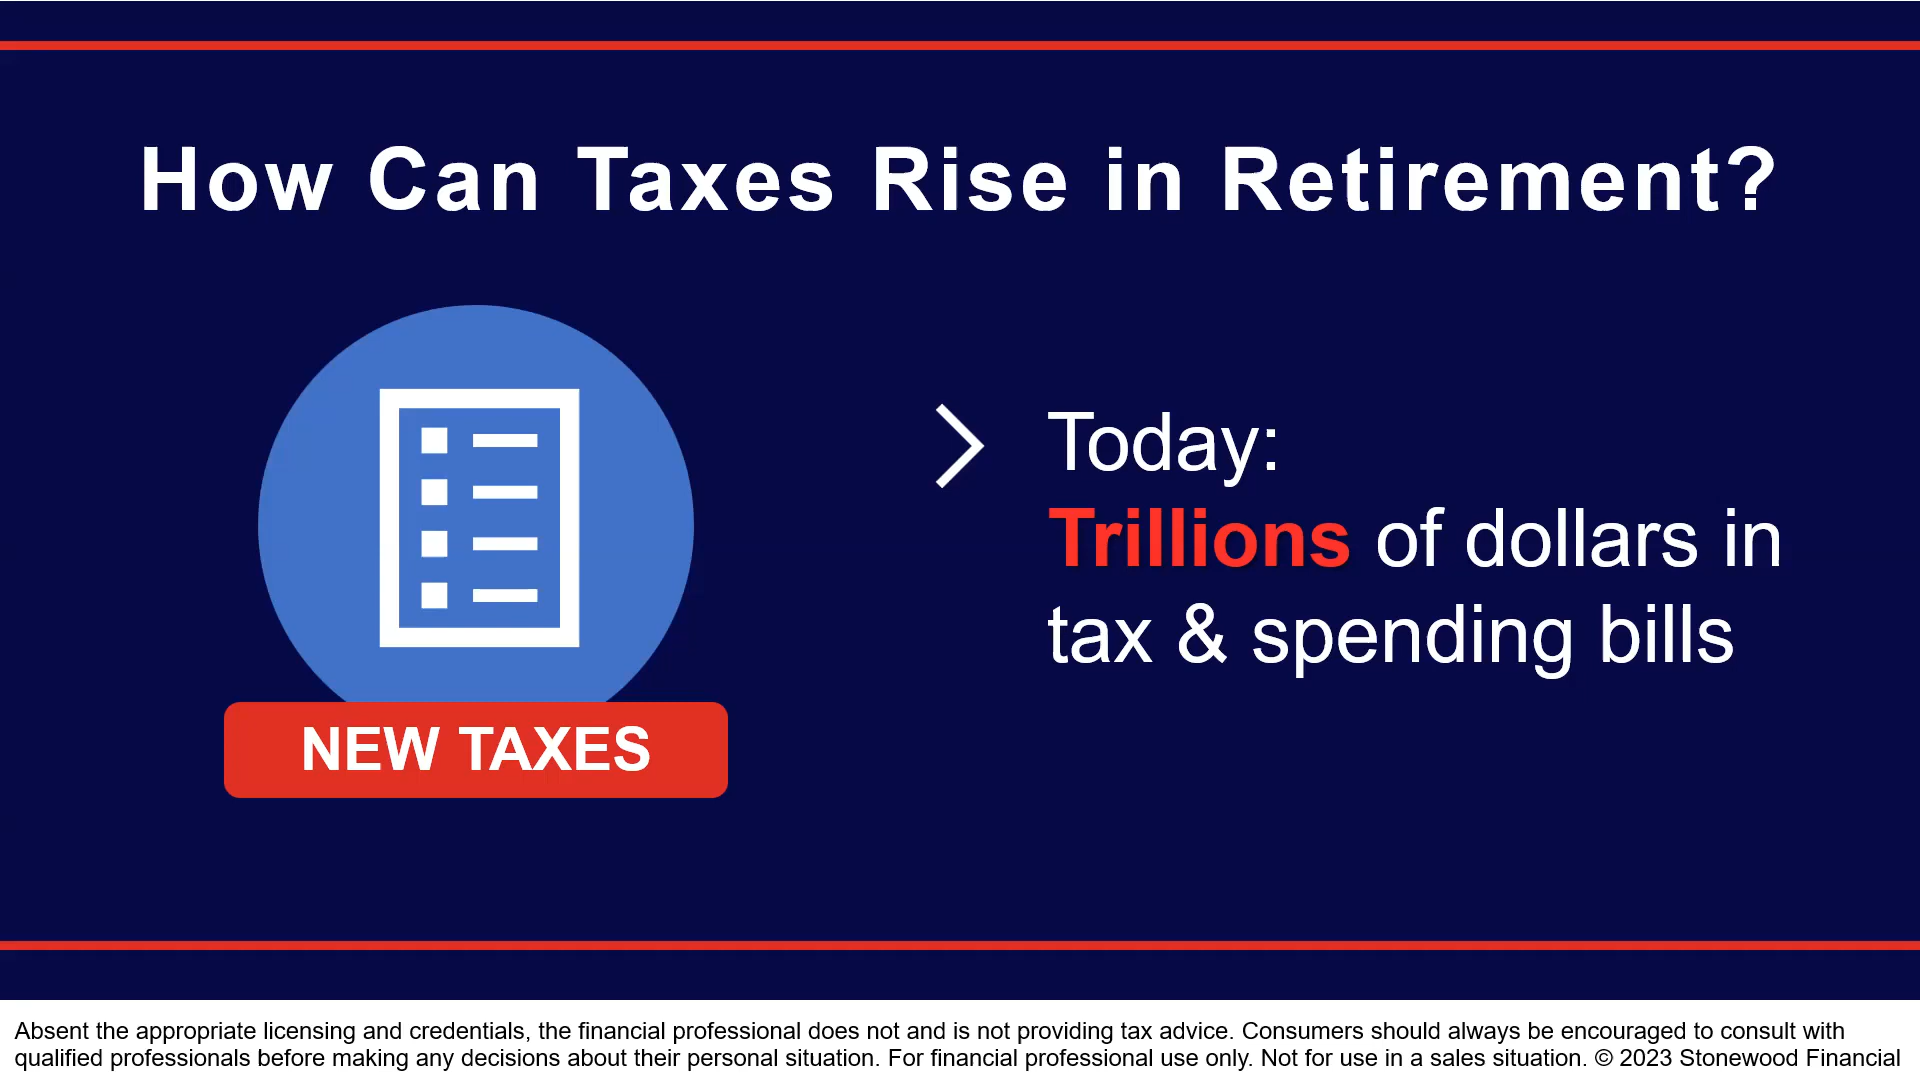 How Can Taxes Rise in Retirement?
Today:
Trillions of dollars in
tax & spending bills
NEW TAXES
Absent the appropriate licensing and credentials, the financial professional does not and is not providing tax advice. Consumers should always be encouraged to consult with
qualified professionals before making any decisions about their personal situation. For financial professional use only. Not for use in a sales situation. © 2023 Stonewood Financial